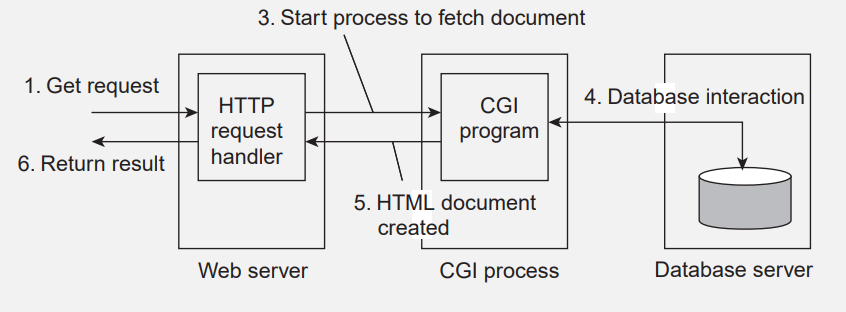 3. Start process to fetch document
1. Get request
HTTP
request
handler
CGI
program
4. Database interaction
6. Return result
5. HTML document
created
Web server
CGI process
Database server